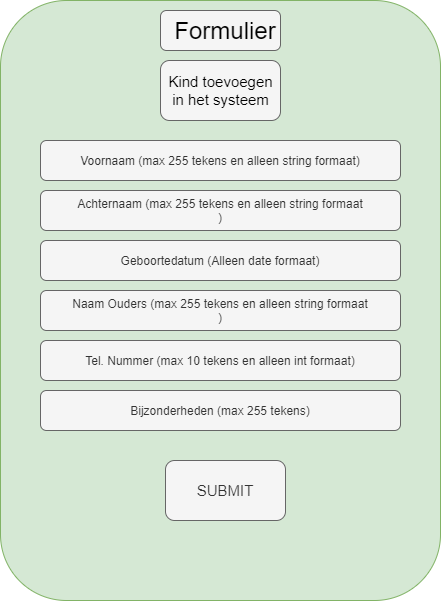 Formulier
Kind toevoegen
in het systeem
Voornaam (max 255 tekens en alleen string formaat)
Achternaam (max 255 tekens en alleen string formaat
)
Geboortedatum (Alleen date formaat)
Naam Ouders (max 255 tekens en alleen string formaat
)
Tel. Nummer (max 10 tekens en alleen int formaat)
Bijzonderheden (max 255 tekens)
SUBMIT